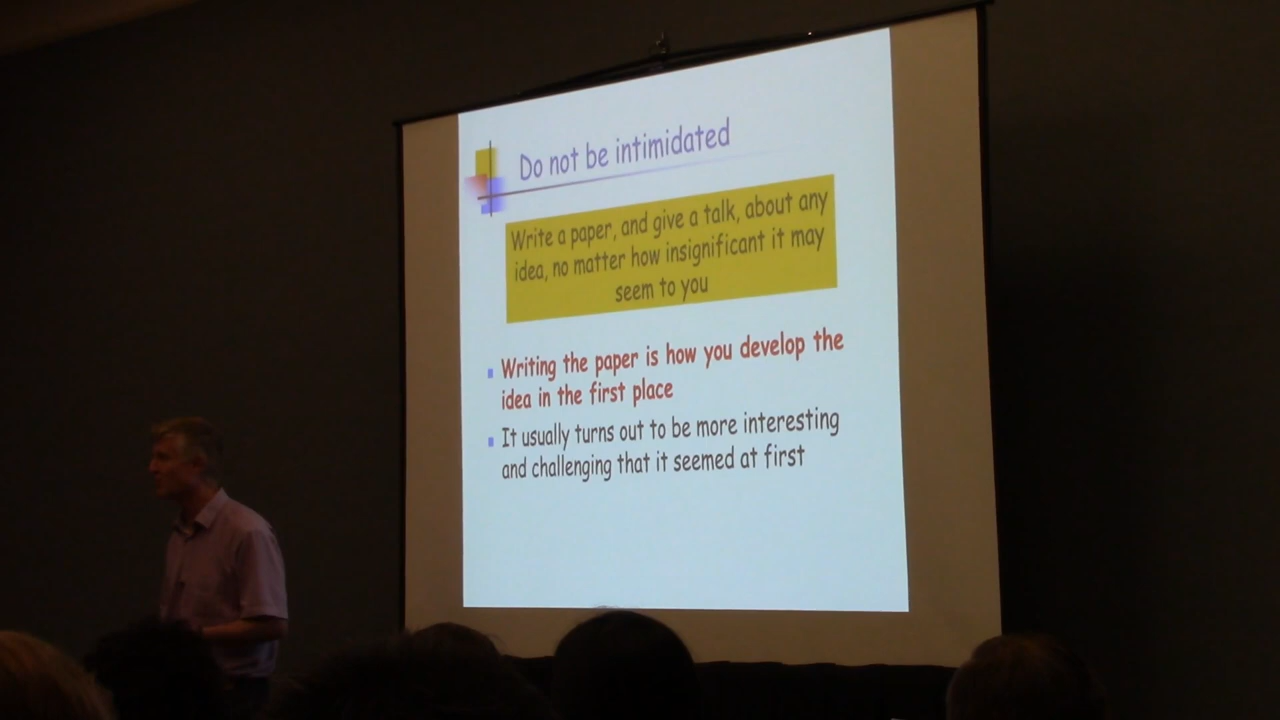 Do not be intimidated
Write a paper, and give a talk, about any
idea, no matter how insignificant it may
seem to you
Writing the paper is how you develop the
idea in the first place
It usually turns out to be more interesting
and challenging that it seemed at first